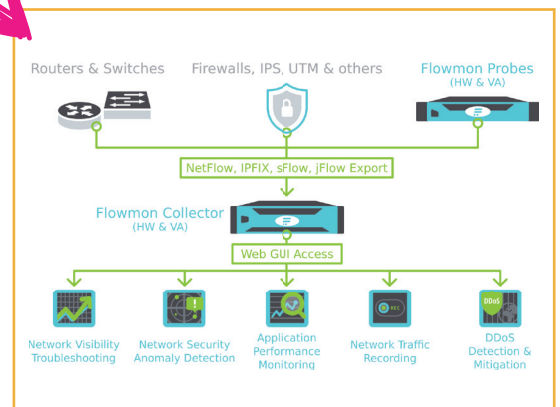 Routers & Switches
Firewalls, IPS, UTM & others
Flowmon Probes
(HW & VA)
NetFlow, IPFIX, sFlow, jFlow Export
Flowmon Collector
(HW & VA)
Web GUI Access
REC
DDoS
Network Visibility
Troubleshooting
Network Security
Anomaly Detection
Application
Performance
Monitoring
Network Traffic
Recording
DDoS
Detection &
Mitigation